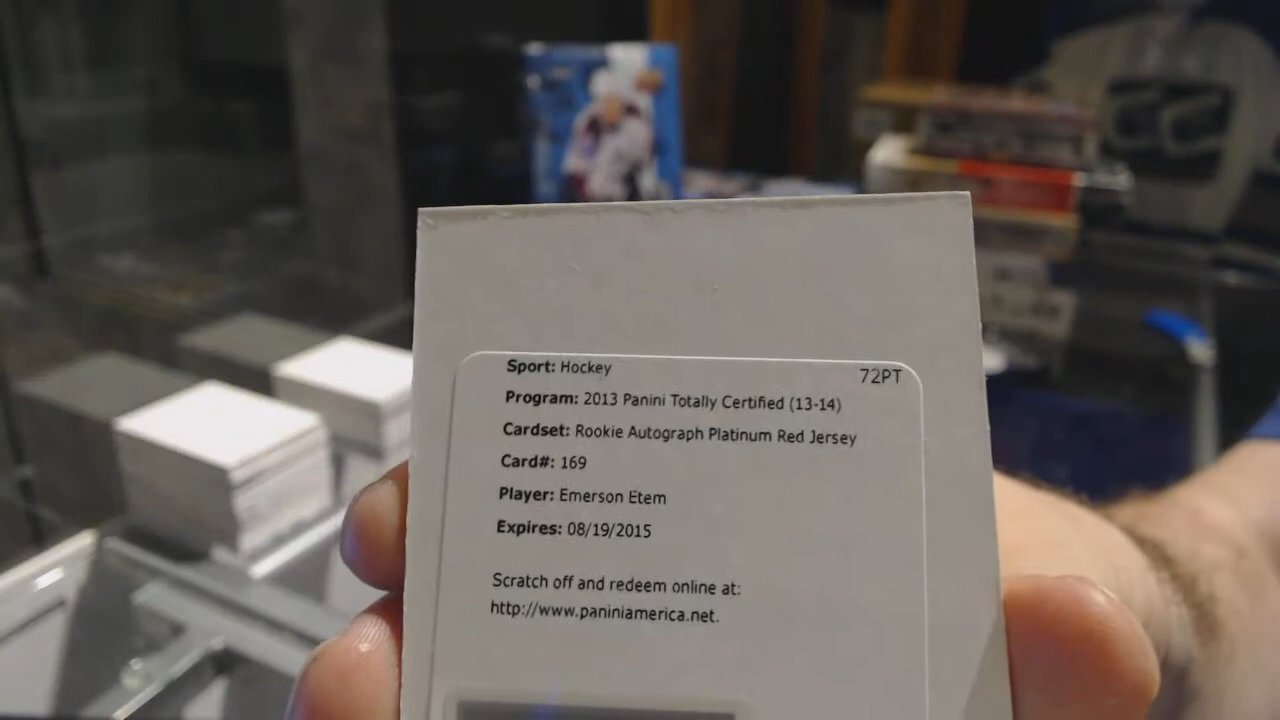 Sport: Hockey
72PT
Program: 2013 Panini Totally Certified (13-14)
Cardset: Rookie Autograph Platinum Red Jersey
Card#: 169
Player: Emerson Etem
Expires: 08/19/2015
Scratch off and redeem online at:
http://www.paniniamerica.net.